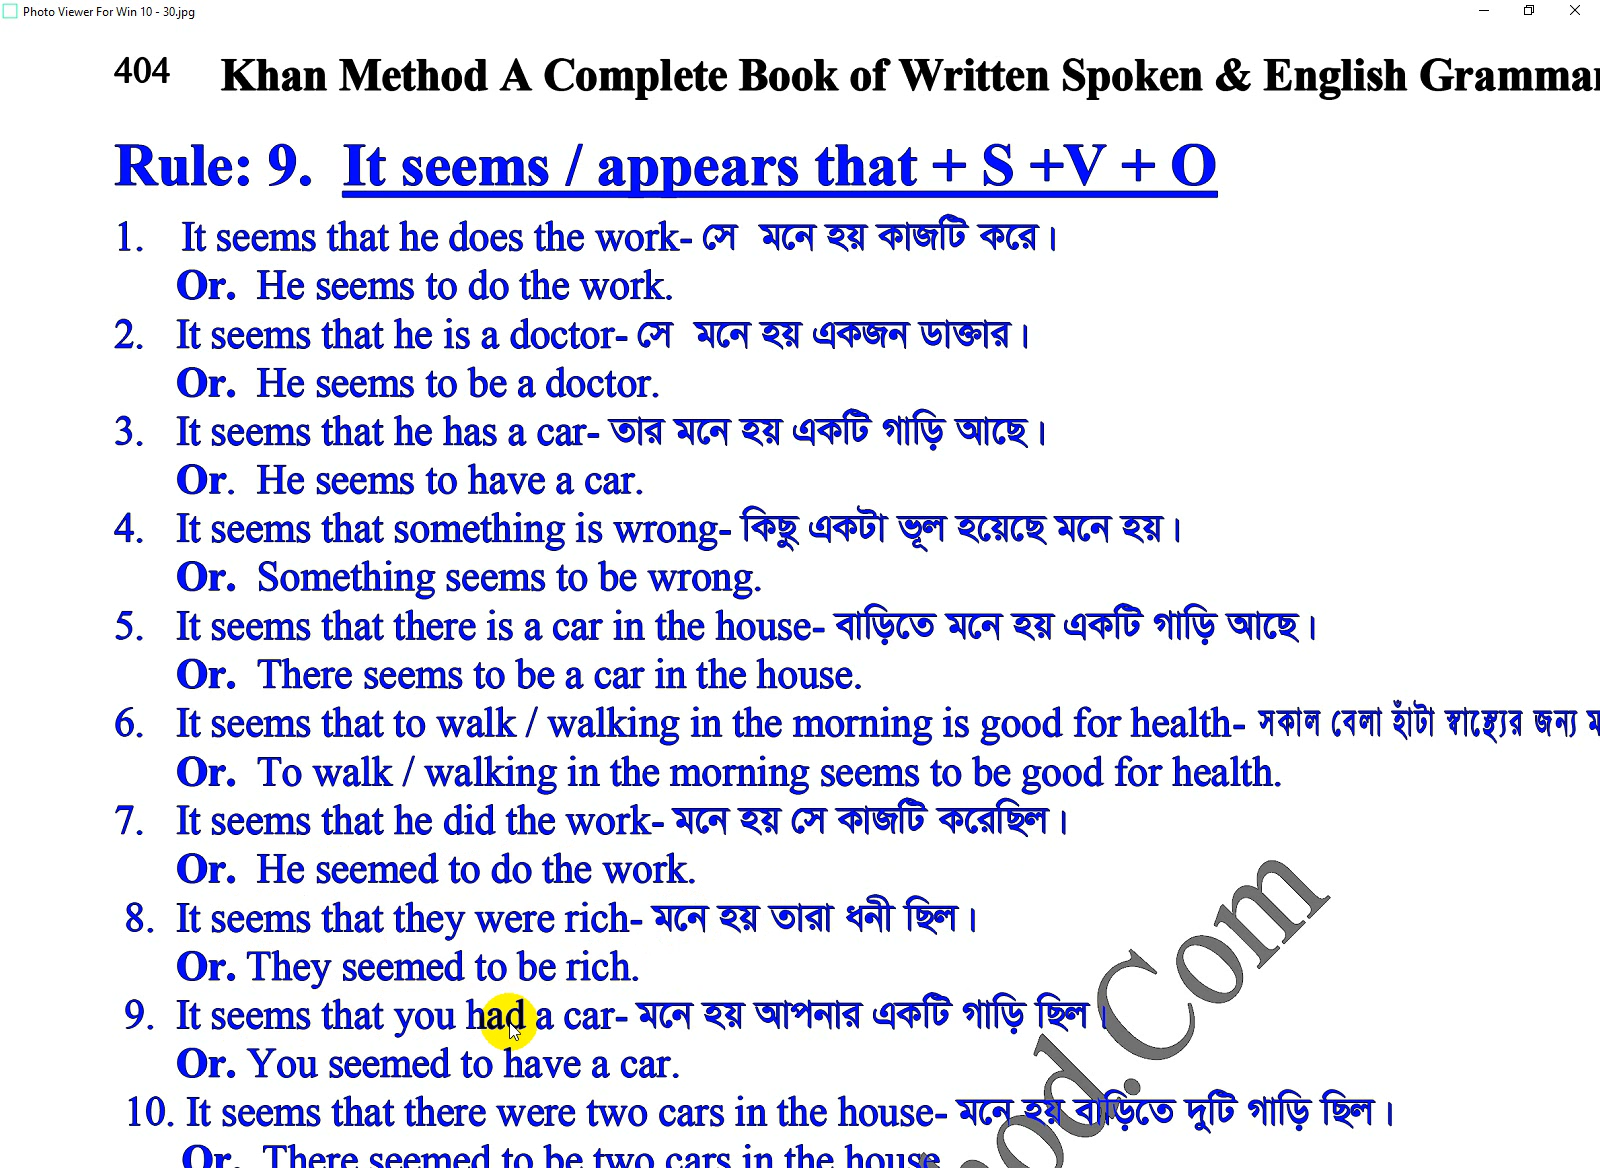 Photo Viewer For Win 10 - 30.jpg
404 Khan Method A Complete Book of Written Spoken & English Grammar
Rule: 9. It seems / appears that + S +V + O
1. It seems that he does the work- সে মনে হয় কাজটি করে।
Or. He seems to do the work.
2. It seems that he is a doctor- সে মনে হয় একজন ডাক্তার।
Or. He seems to be a doctor.
3. It seems that he has a car- তার মনে হয় একটি গাড়ি আছে।
Or. He seems to have a car.
4. It seems that something is wrong- কিছু একটা ভূল হয়েছে মনে হয়।
Or. Something seems to be wrong.
5. It seems that there is a car in the house- বাড়িতে মনে হয় একটি গাড়ি আছে।
Or. There seems to be a car in the house.
6. It seems that to walk / walking in the morning is good for health- সকাল বেলা হাঁটা স্বাস্থ্যের জন্য
Or. To walk / walking in the morning seems to be good for health.
7. It seems that he did the work- মনে হয় সে কাজটি করেছিল।
Or. He seemed to do the work.
8. It seems that they were rich- মনে হয় তারা ধনী ছিল।
Or. They seemed to be rich.
9. It seems that you had a car- মনে হয় আপনার একটি গাড়ি ছিল।
Or. You seemed to have a car.
10. It seems that there were two cars in the house- মনে হয় বাড়িতে দুটি গাড়ি ছিল।
Or. There seemed to be two cars in the house
od.Com